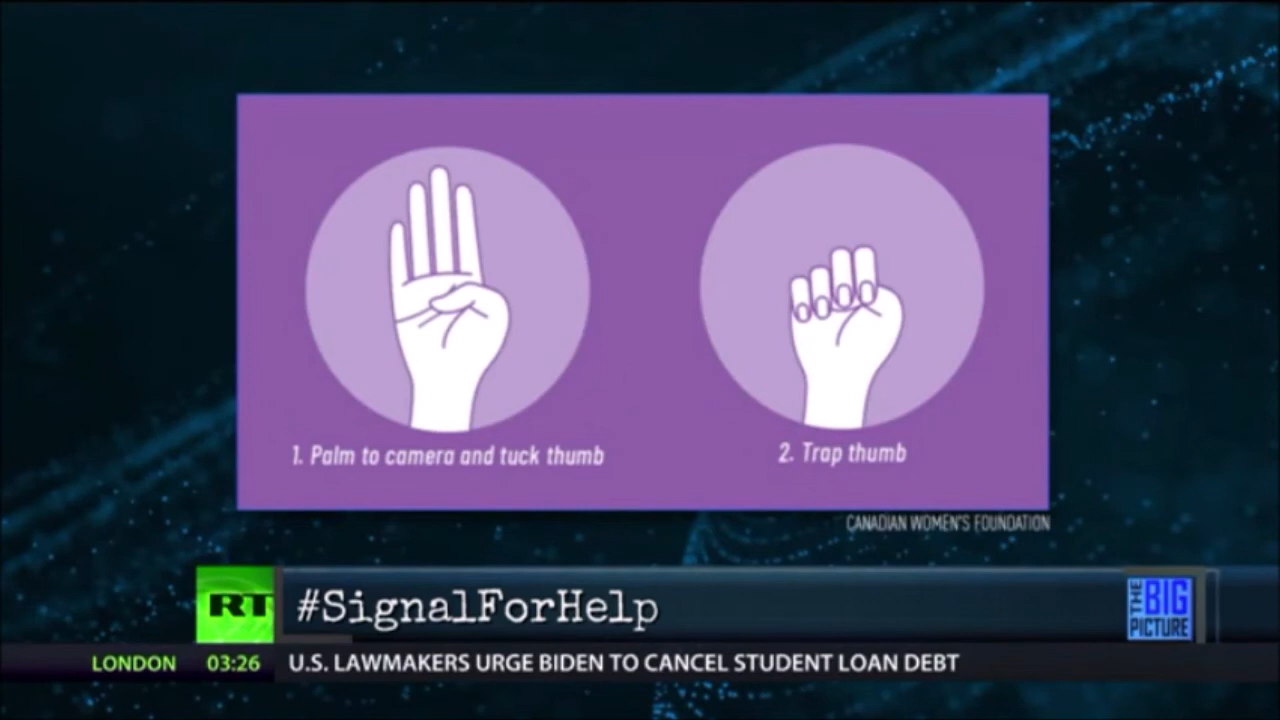 1. Palm to camera and tuck thumb
2. Trap thumb
CANADIAN WOMEN'S FOUNDATION
RT
#SignalForHelp
THE BIG PICTURE
LONDON 03:26
U.S. LAWMAKERS URGE BIDEN TO CANCEL STUDENT LOAN DEBT